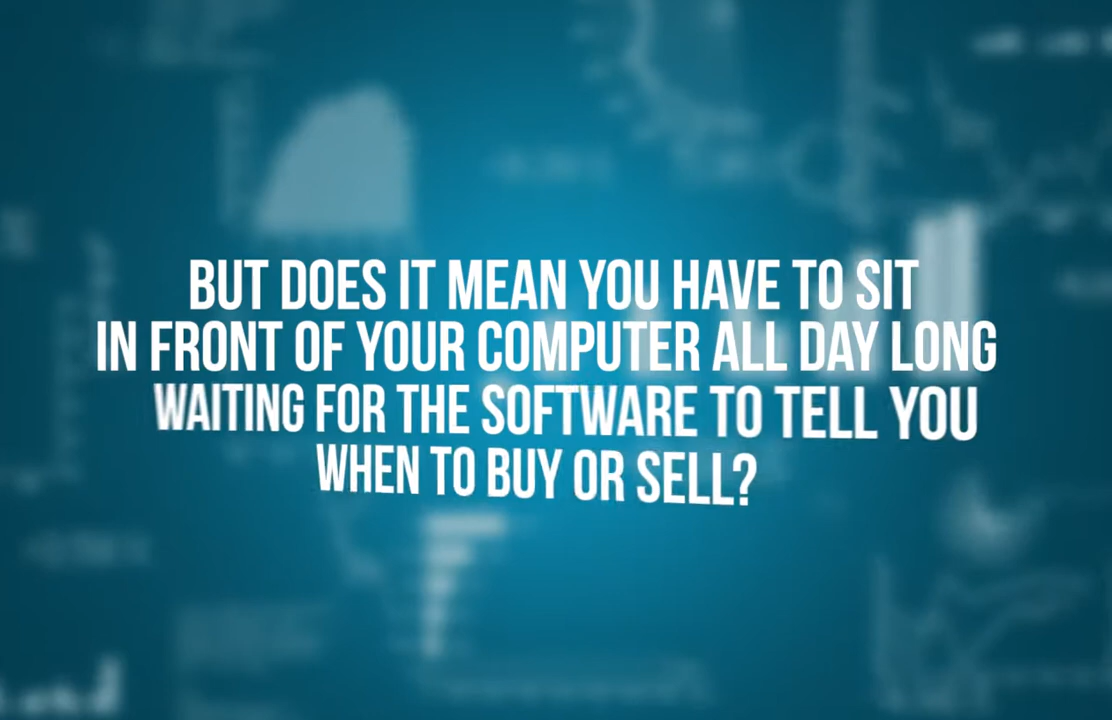 BUT DOES IT MEAN YOU HAVE TO SIT
IN FRONT OF YOUR COMPUTER ALL DAY LONG
WAITING FOR THE SOFTWARE TO TELL YOU
WHEN TO BUY OR SELL?